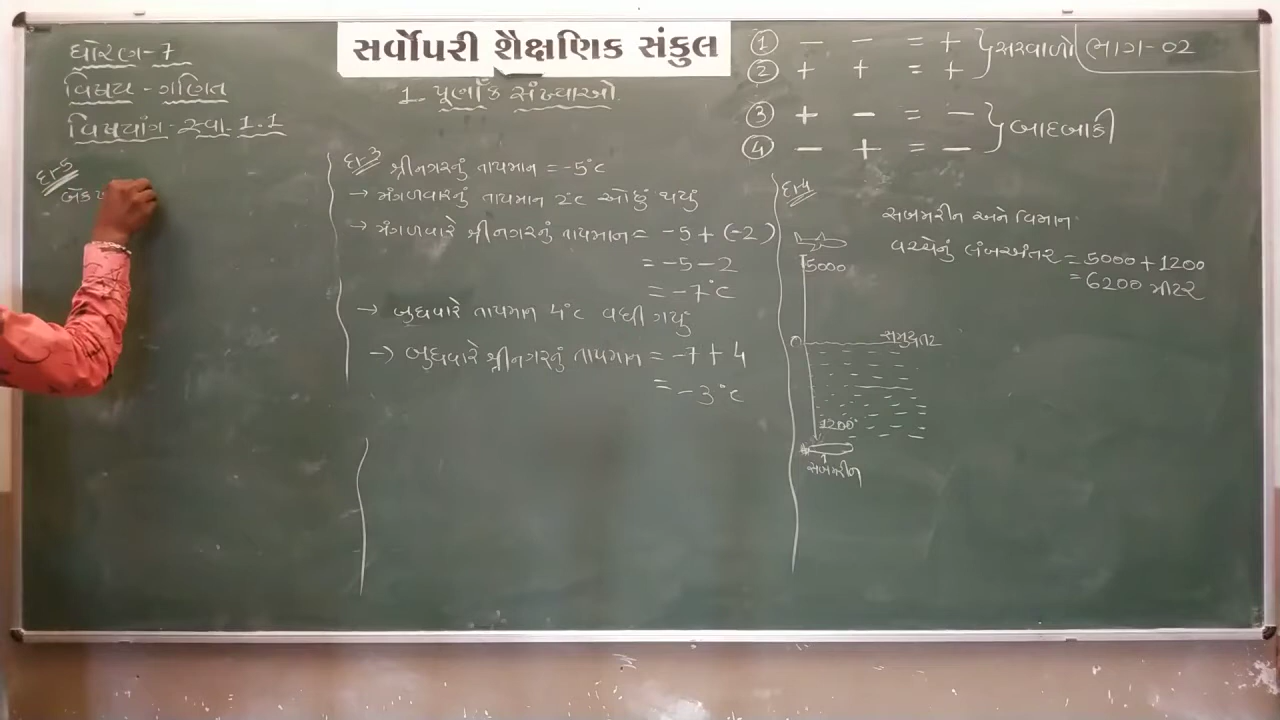 ધોરણ-7
વિષય - ગણિત
વિષયાંગ-સ્વા. 1.1
સર્વોપરી શૈક્ષણિક સંકુલ
1. પૂર્ણાંક સંખ્યાઓ.
① - - = +
② + + = +
સરવાળો
ભાગ-02
③ + - = -
④ - + = -
બાદબાકી
દા-5
દા-3 શ્રીનગરનું તાપમાન = -5°c
→ મંગળવારનું તાપમાન 2°c ઓછું થયું
→ મંગળવારે શ્રીનગરનું તાપમાન = -5 + (-2)
= -5 - 2
= -7°c
→ બુધવારે તાપમાન 4°c વધી ગયું
→ બુધવારે શ્રીનગરનું તાપમાન = -7 + 4
= -3°c
દા-4
સબમરીન અને વિમાન
વચ્ચેનું લંબઅંતર = 5000 + 1200
= 6200 મીટર
5000
સમુદ્રતટ
1200
સબમરીન